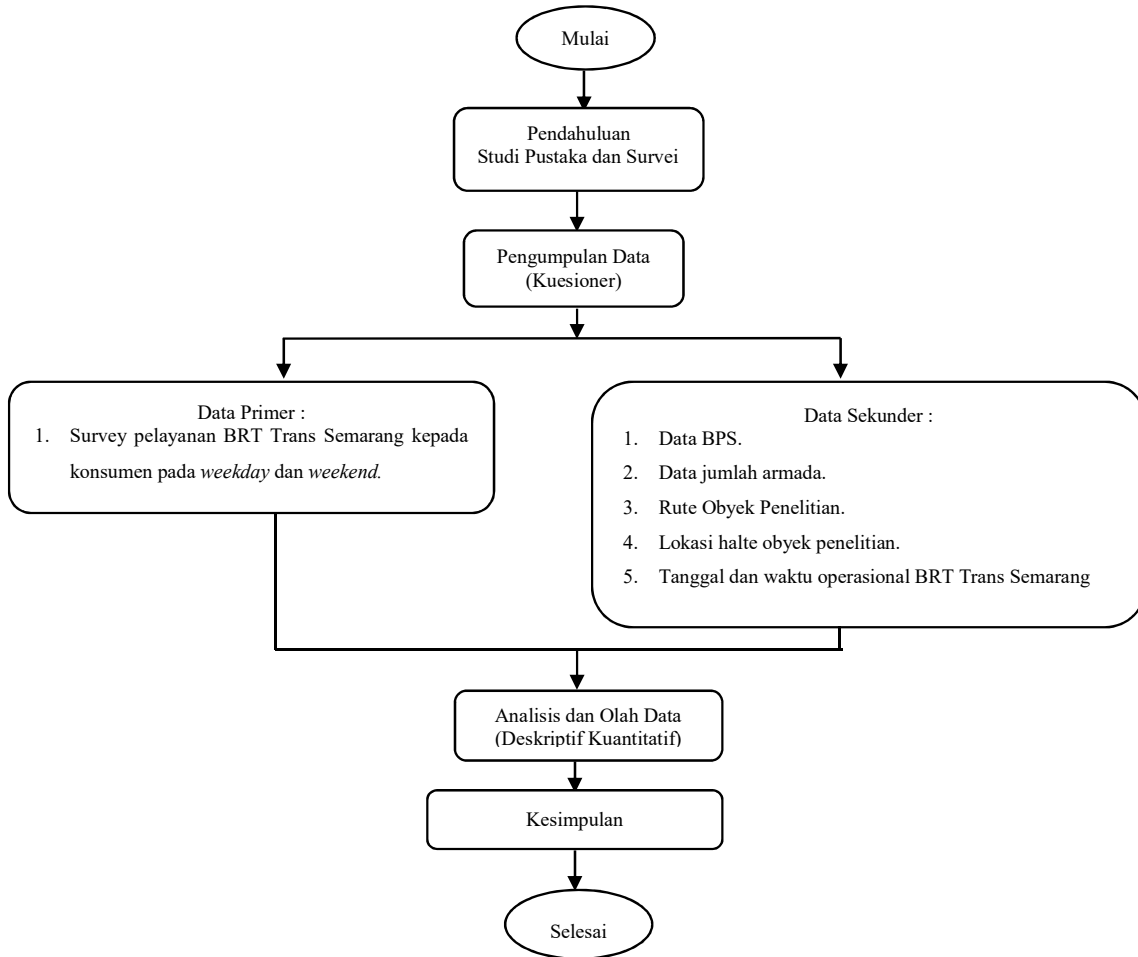 Mulai
Pendahuluan
Studi Pustaka dan Survei
Pengumpulan Data
(Kuesioner)
Data Primer :
1. Survey pelayanan BRT Trans Semarang kepada
konsumen pada weekday dan weekend.
Data Sekunder :
1. Data BPS.
2. Data jumlah armada.
3. Rute Obyek Penelitian.
4. Lokasi halte obyek penelitian.
5. Tanggal dan waktu operasional BRT Trans Semarang
Analisis dan Olah Data
(Deskriptif Kuantitatif)
Kesimpulan
Selesai